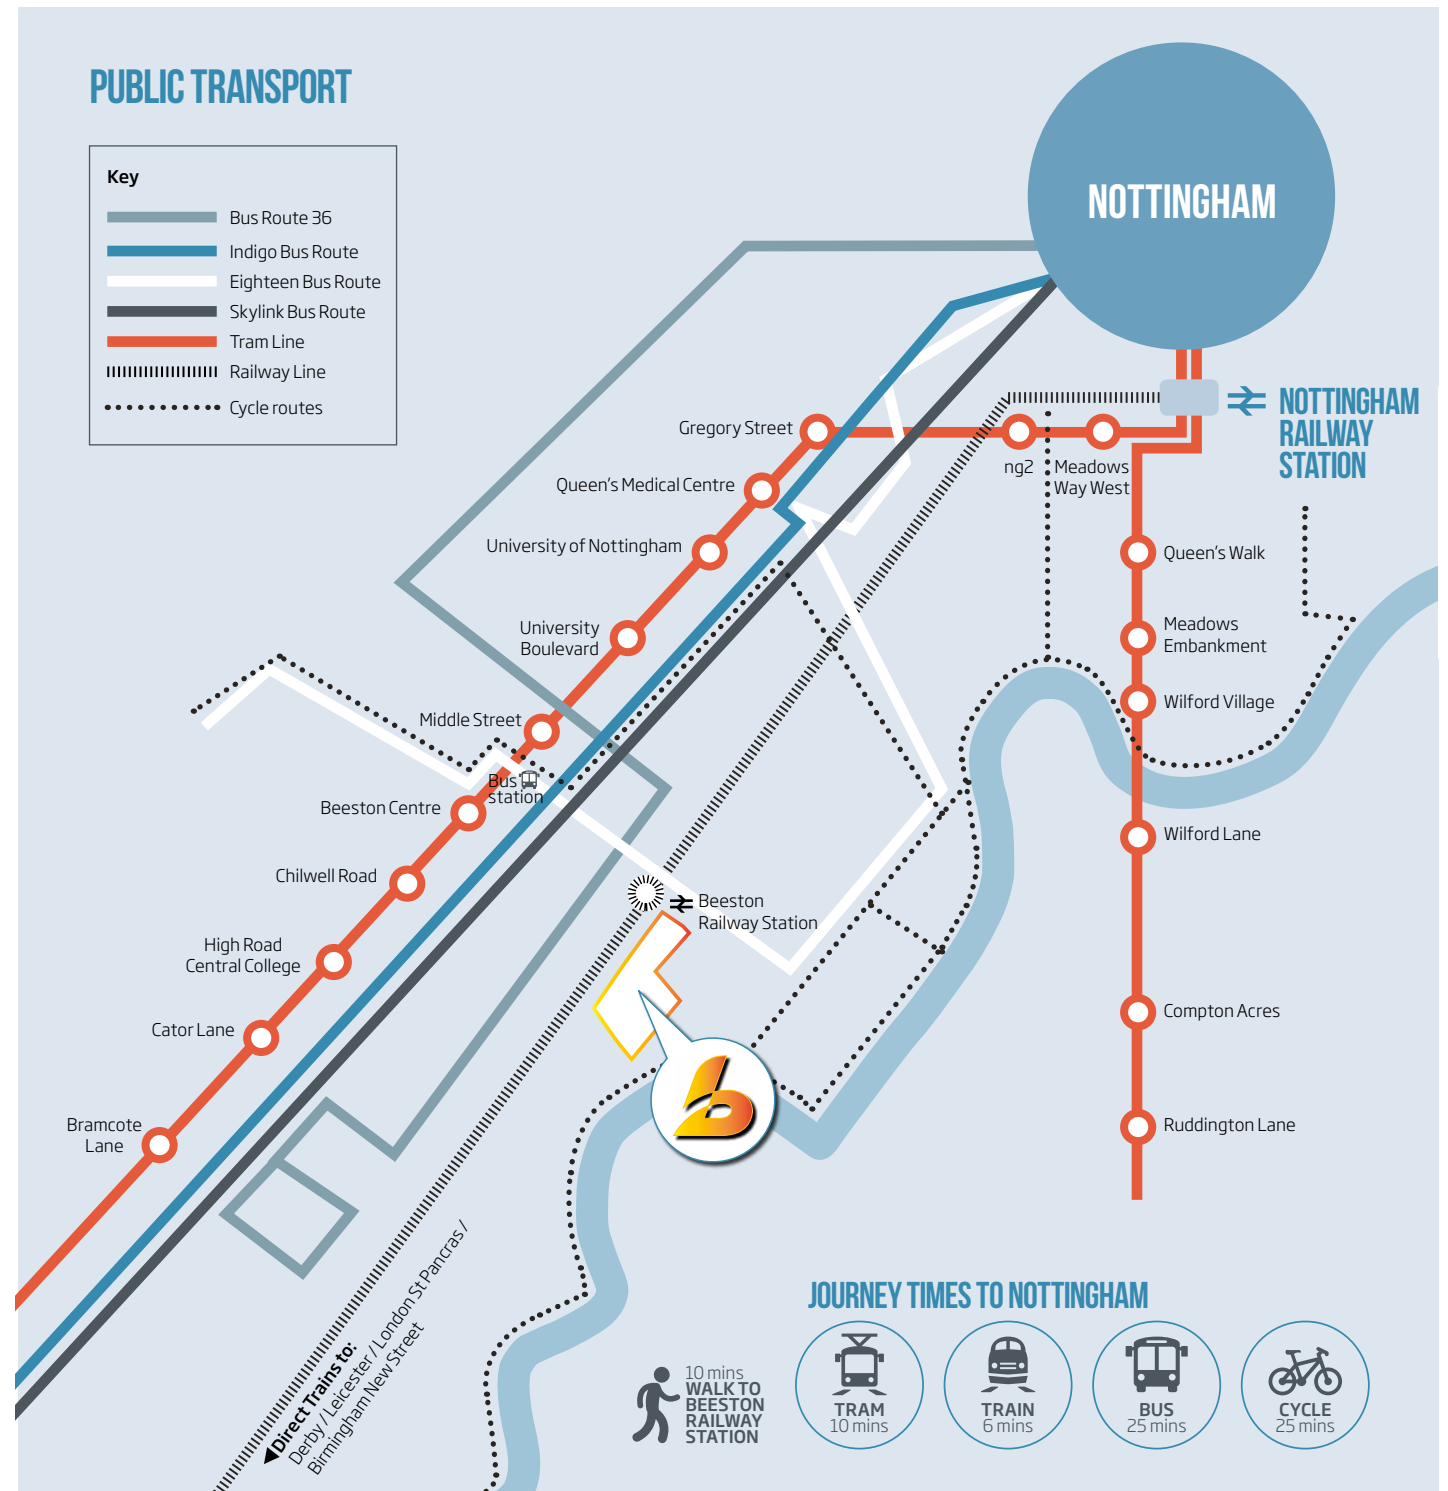 PUBLIC TRANSPORT
Key
Bus Route 36
Indigo Bus Route
Eighteen Bus Route
Skylink Bus Route
Tram Line
Railway Line
Cycle routes
NOTTINGHAM
NOTTINGHAM
RAILWAY
STATION
Gregory Street
ng2
Meadows
Way West
Queen's Medical Centre
University of Nottingham
University
Boulevard
Middle Street
Bus
station
Beeston Centre
Chilwell Road
High Road
Central College
Cator Lane
Bramcote
Lane
Beeston
Railway Station
Queen's Walk
Meadows
Embankment
Wilford Village
Wilford Lane
Compton Acres
Ruddington Lane
b
Direct Trains to:
Derby / Leicester / London St Pancras /
Birmingham New Street
JOURNEY TIMES TO NOTTINGHAM
10 mins
WALK TO
BEESTON
RAILWAY
STATION
TRAM
10 mins
TRAIN
6 mins
BUS
25 mins
CYCLE
25 mins